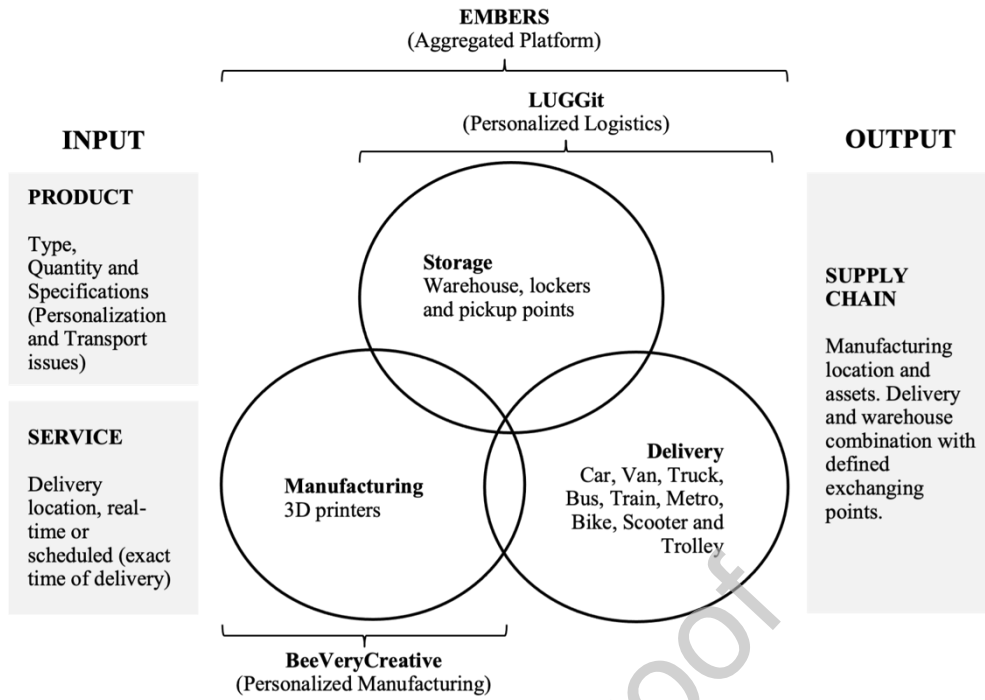 EMBERS
(Aggregated Platform)
LUGGit
(Personalized Logistics)
INPUT
PRODUCT
Type,
Quantity and
Specifications
(Personalization
and Transport
issues)
SERVICE
Delivery
location, real-
time or
scheduled (exact
time of delivery)
Storage
Warehouse, lockers
and pickup points
Manufacturing
3D printers
Delivery
Car, Van, Truck,
Bus, Train, Metro,
Bike, Scooter and
Trolley
BeeVeryCreative
(Personalized Manufacturing)
OUTPUT
SUPPLY
CHAIN
Manufacturing
location and
assets. Delivery
and warehouse
combination with
defined
exchanging
points.
oof